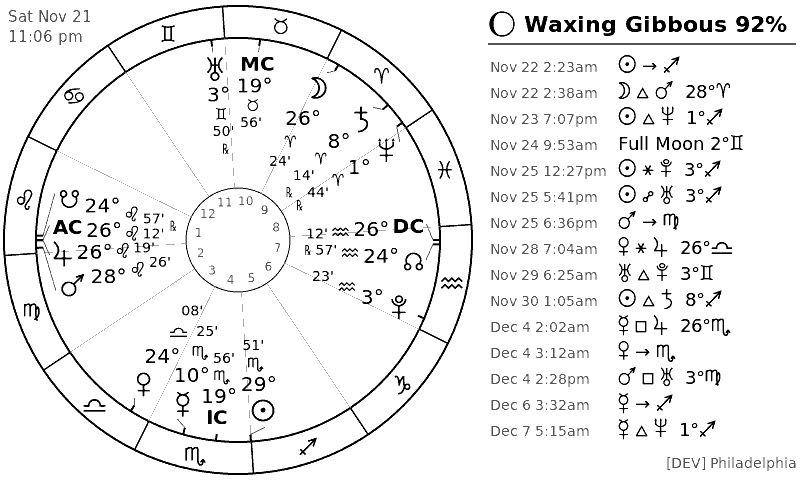 Sat Nov 21
11:06 pm
Waxing Gibbous 92%
Nov 22 2:23am ☉ → ♐
Nov 22 2:38am ☽ △ ♂ 28°♈
Nov 23 7:07pm ☉ △ ♆ 1°♐
Nov 24 9:53am Full Moon 2°♊
Nov 25 12:27pm ☉ ⚹ ♇ 3°♐
Nov 25 5:41pm ☉ ☍ ♅ 3°♐
Nov 25 6:36pm ♂ → ♍
Nov 28 7:04am ♀ ⚹ ♃ 26°♎
Nov 29 6:25am ♅ △ ♇ 3°♊
Nov 30 1:05am ☉ △ ♄ 8°♐
Dec 4 2:02am ☿ □ ♃ 26°♏
Dec 4 3:12am ♀ → ♏
Dec 4 2:28pm ♂ □ ♅ 3°♍
Dec 6 3:32am ☿ → ♐
Dec 7 5:15am ☿ △ ♆ 1°♐
[DEV] Philadelphia
♅ 3° ♊ 50' ℞
MC 19° ♉ 56'
☽ 26° ♈ 24'
♄ 8° ♈ 14' ℞
♆ 1° ♈ 44' ℞
☋ 24° ♌ 57' ℞
AC 26° ♌ 12'
♃ 26° ♌ 19'
♂ 28° ♌ 26'
12' ♒ 26° DC
℞ 57' ♒ 24° ☊
23' ♒ 3° ♇
♀ 24° ♎ 08'
☿ 10° ♏ 25'
IC 19° ♏ 56'
☉ 29° ♏ 51'
♈
♉
♊
♋
♌
♍
♎
♏
♐
♑
♒
♓
1
2
3
4
5
6
7
8
9
10
11
12